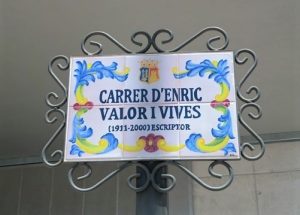 CARRER D'ENRIC
VALOR I VIVES
(1911-2000) ESCRIPTOR